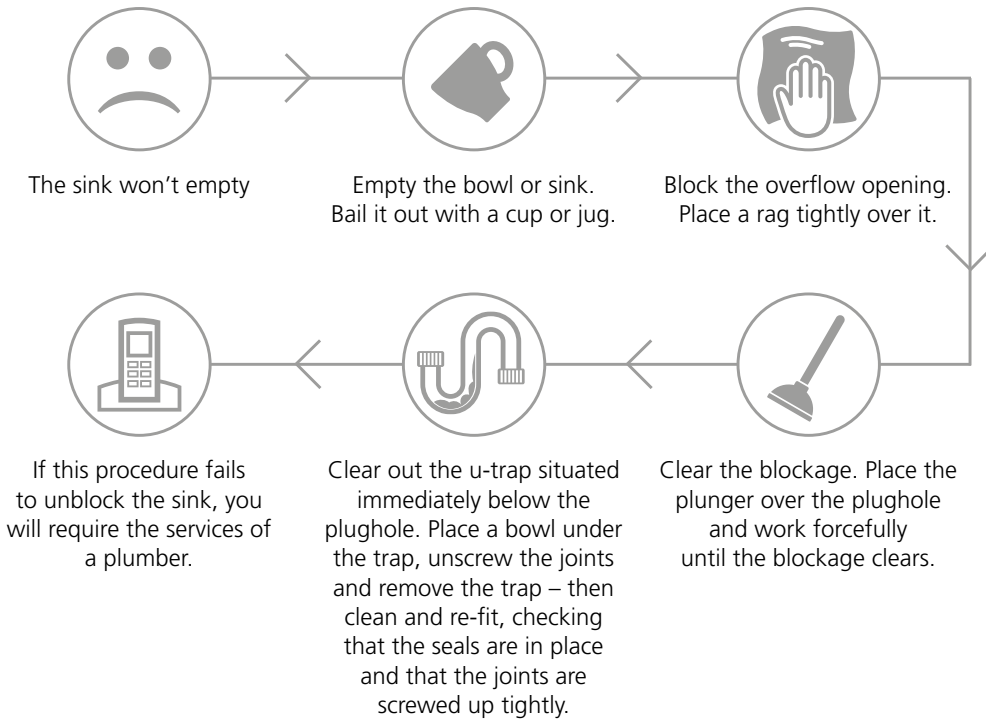 The sink won't empty
Empty the bowl or sink.
Bail it out with a cup or jug.
Block the overflow opening.
Place a rag tightly over it.
Clear the blockage. Place the
plunger over the plughole
and work forcefully
until the blockage clears.
Clear out the u-trap situated
immediately below the
plughole. Place a bowl under
the trap, unscrew the joints
and remove the trap – then
clean and re-fit, checking
that the seals are in place
and that the joints are
screwed up tightly.
If this procedure fails
to unblock the sink, you
will require the services of
a plumber.